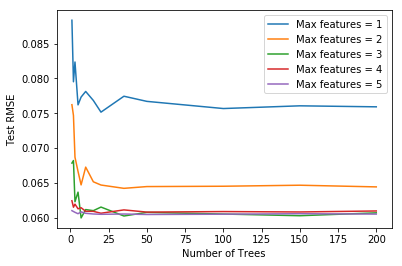 Max features = 1
Max features = 2
Max features = 3
Max features = 4
Max features = 5
0.085
0.080
0.075
0.070
0.065
0.060
Test RMSE
0 25 50 75 100 125 150 175 200
Number of Trees